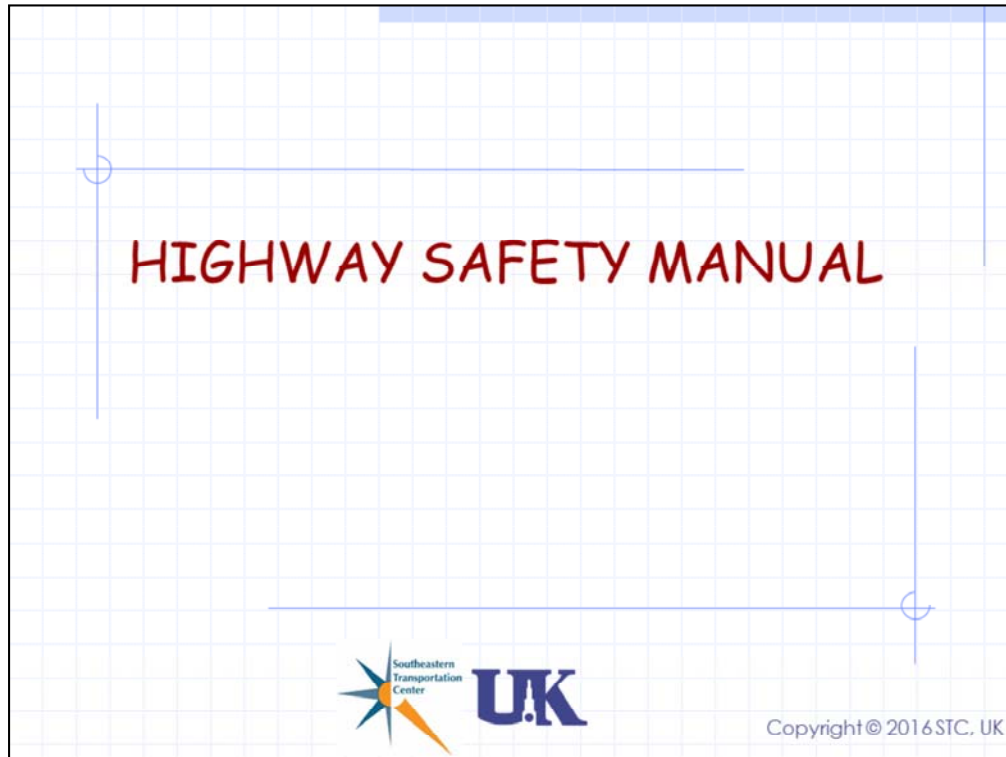 HIGHWAY SAFETY MANUAL
Southeastern
Transportation
Center
UK
Copyright © 2016 STC, UK